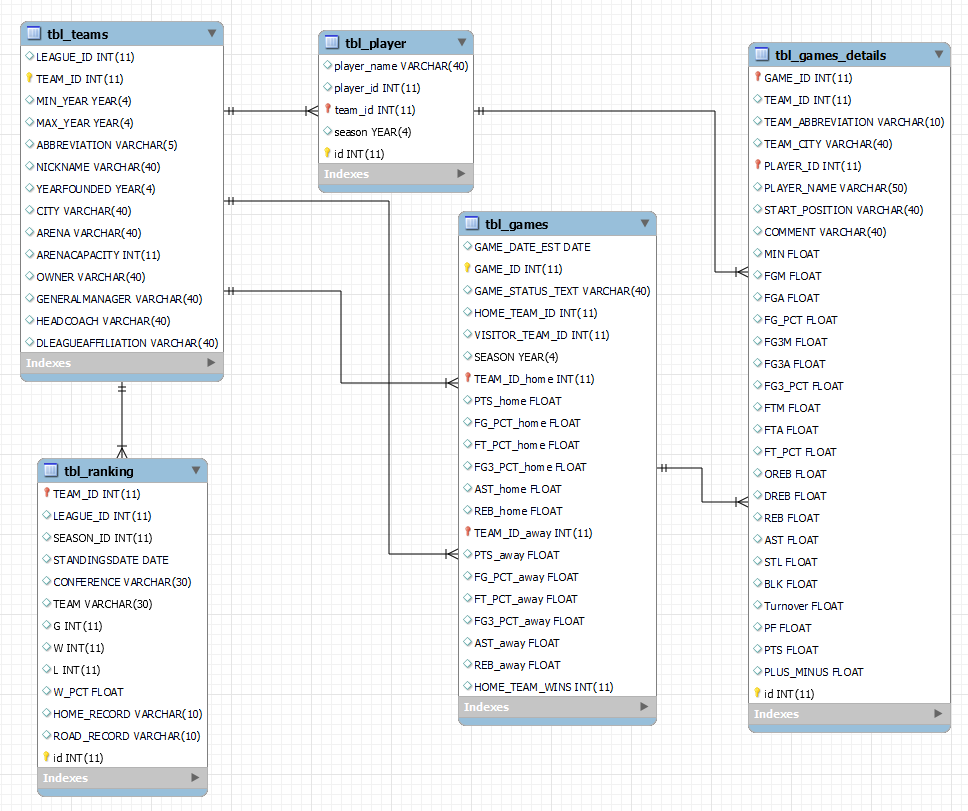 tbl_teams
LEAGUE_ID INT(11)
TEAM_ID INT(11)
MIN_YEAR YEAR(4)
MAX_YEAR YEAR(4)
ABBREVIATION VARCHAR(5)
NICKNAME VARCHAR(40)
YEARFOUNDED YEAR(4)
CITY VARCHAR(40)
ARENA VARCHAR(40)
ARENACAPACITY INT(11)
OWNER VARCHAR(40)
GENERALMANAGER VARCHAR(40)
HEADCOACH VARCHAR(40)
DLEAGUEAFFILIATION VARCHAR(40)
Indexes
tbl_player
player_name VARCHAR(40)
player_id INT(11)
team_id INT(11)
season YEAR(4)
id INT(11)
Indexes
tbl_games_details
GAME_ID INT(11)
TEAM_ID INT(11)
TEAM_ABBREVIATION VARCHAR(10)
TEAM_CITY VARCHAR(40)
PLAYER_ID INT(11)
PLAYER_NAME VARCHAR(50)
START_POSITION VARCHAR(40)
COMMENT VARCHAR(40)
MIN FLOAT
FGM FLOAT
FGA FLOAT
FG_PCT FLOAT
FG3M FLOAT
FG3A FLOAT
FG3_PCT FLOAT
FTM FLOAT
FTA FLOAT
FT_PCT FLOAT
OREB FLOAT
DREB FLOAT
REB FLOAT
AST FLOAT
STL FLOAT
BLK FLOAT
Turnover FLOAT
PF FLOAT
PTS FLOAT
PLUS_MINUS FLOAT
id INT(11)
Indexes
tbl_games
GAME_DATE_EST DATE
GAME_ID INT(11)
GAME_STATUS_TEXT VARCHAR(40)
HOME_TEAM_ID INT(11)
VISITOR_TEAM_ID INT(11)
SEASON YEAR(4)
TEAM_ID_home INT(11)
PTS_home FLOAT
FG_PCT_home FLOAT
FT_PCT_home FLOAT
FG3_PCT_home FLOAT
AST_home FLOAT
REB_home FLOAT
TEAM_ID_away INT(11)
PTS_away FLOAT
FG_PCT_away FLOAT
FT_PCT_away FLOAT
FG3_PCT_away FLOAT
AST_away FLOAT
REB_away FLOAT
HOME_TEAM_WINS INT(11)
Indexes
tbl_ranking
TEAM_ID INT(11)
LEAGUE_ID INT(11)
SEASON_ID INT(11)
STANDINGSDATE DATE
CONFERENCE VARCHAR(30)
TEAM VARCHAR(30)
G INT(11)
W INT(11)
L INT(11)
W_PCT FLOAT
HOME_RECORD VARCHAR(10)
ROAD_RECORD VARCHAR(10)
id INT(11)
Indexes